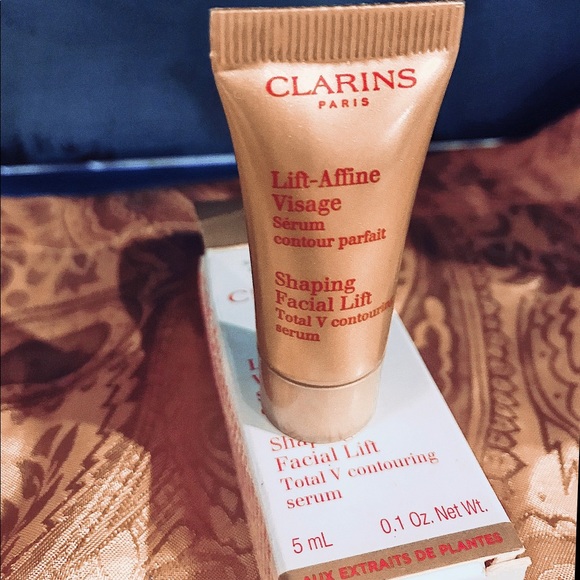 CLARINS
PARIS
Lift-Affine
Visage
Sérum
contour parfait
Shaping
Facial Lift
Total V contouring
serum
Facial Lift
Total V contouring
serum
5 mL 0.1 Oz. Net Wt.
AUX EXTRAITS DE PLANTES